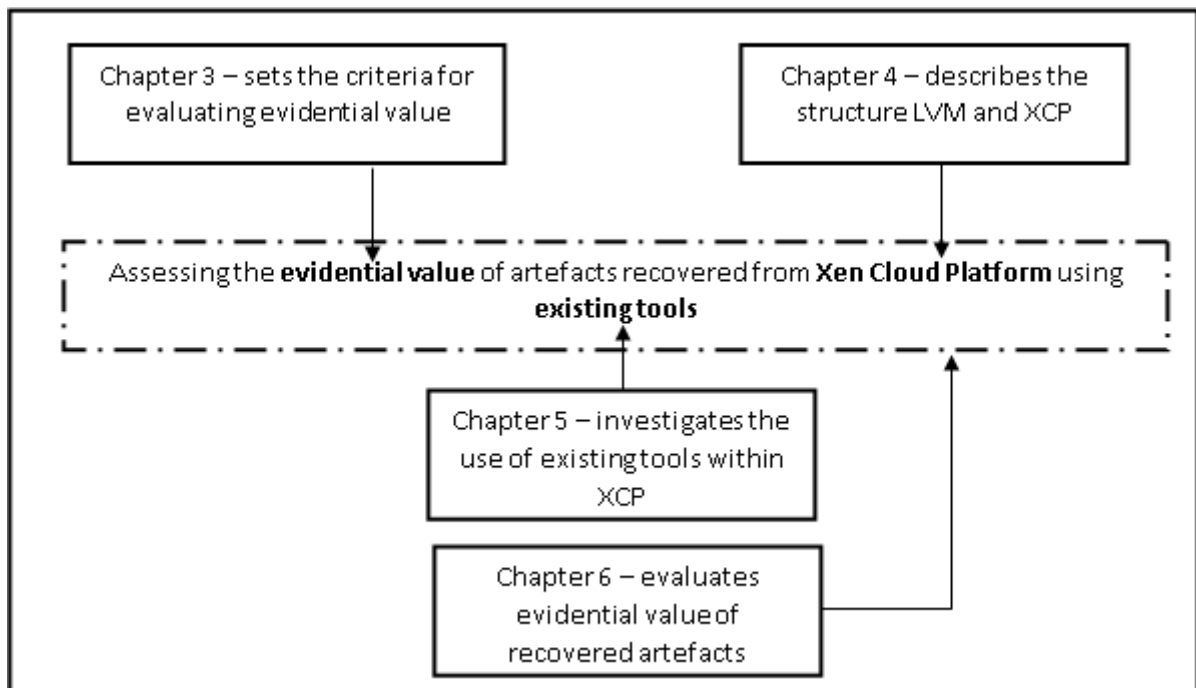 Chapter 3 – sets the criteria for
evaluating evidential value
Chapter 4 – describes the
structure LVM and XCP
Assessing the evidential value of artefacts recovered from Xen Cloud Platform using
existing tools
Chapter 5 – investigates the
use of existing tools within
XCP
Chapter 6 – evaluates
evidential value of
recovered artefacts